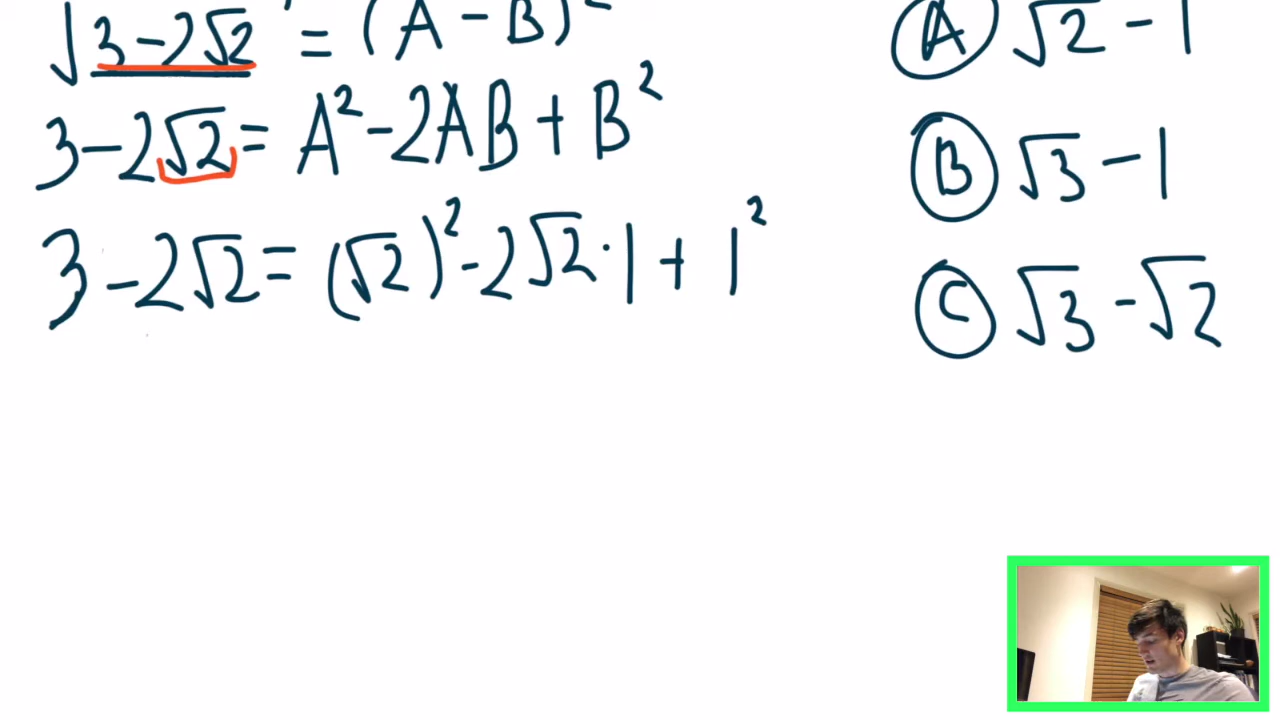 √3-2√2 = (A - B)²
3-2√2 = A² - 2AB + B²
3-2√2 = (√2)² - 2√2·1 + 1²
A √2 - 1
B √3 - 1
C √3 - √2